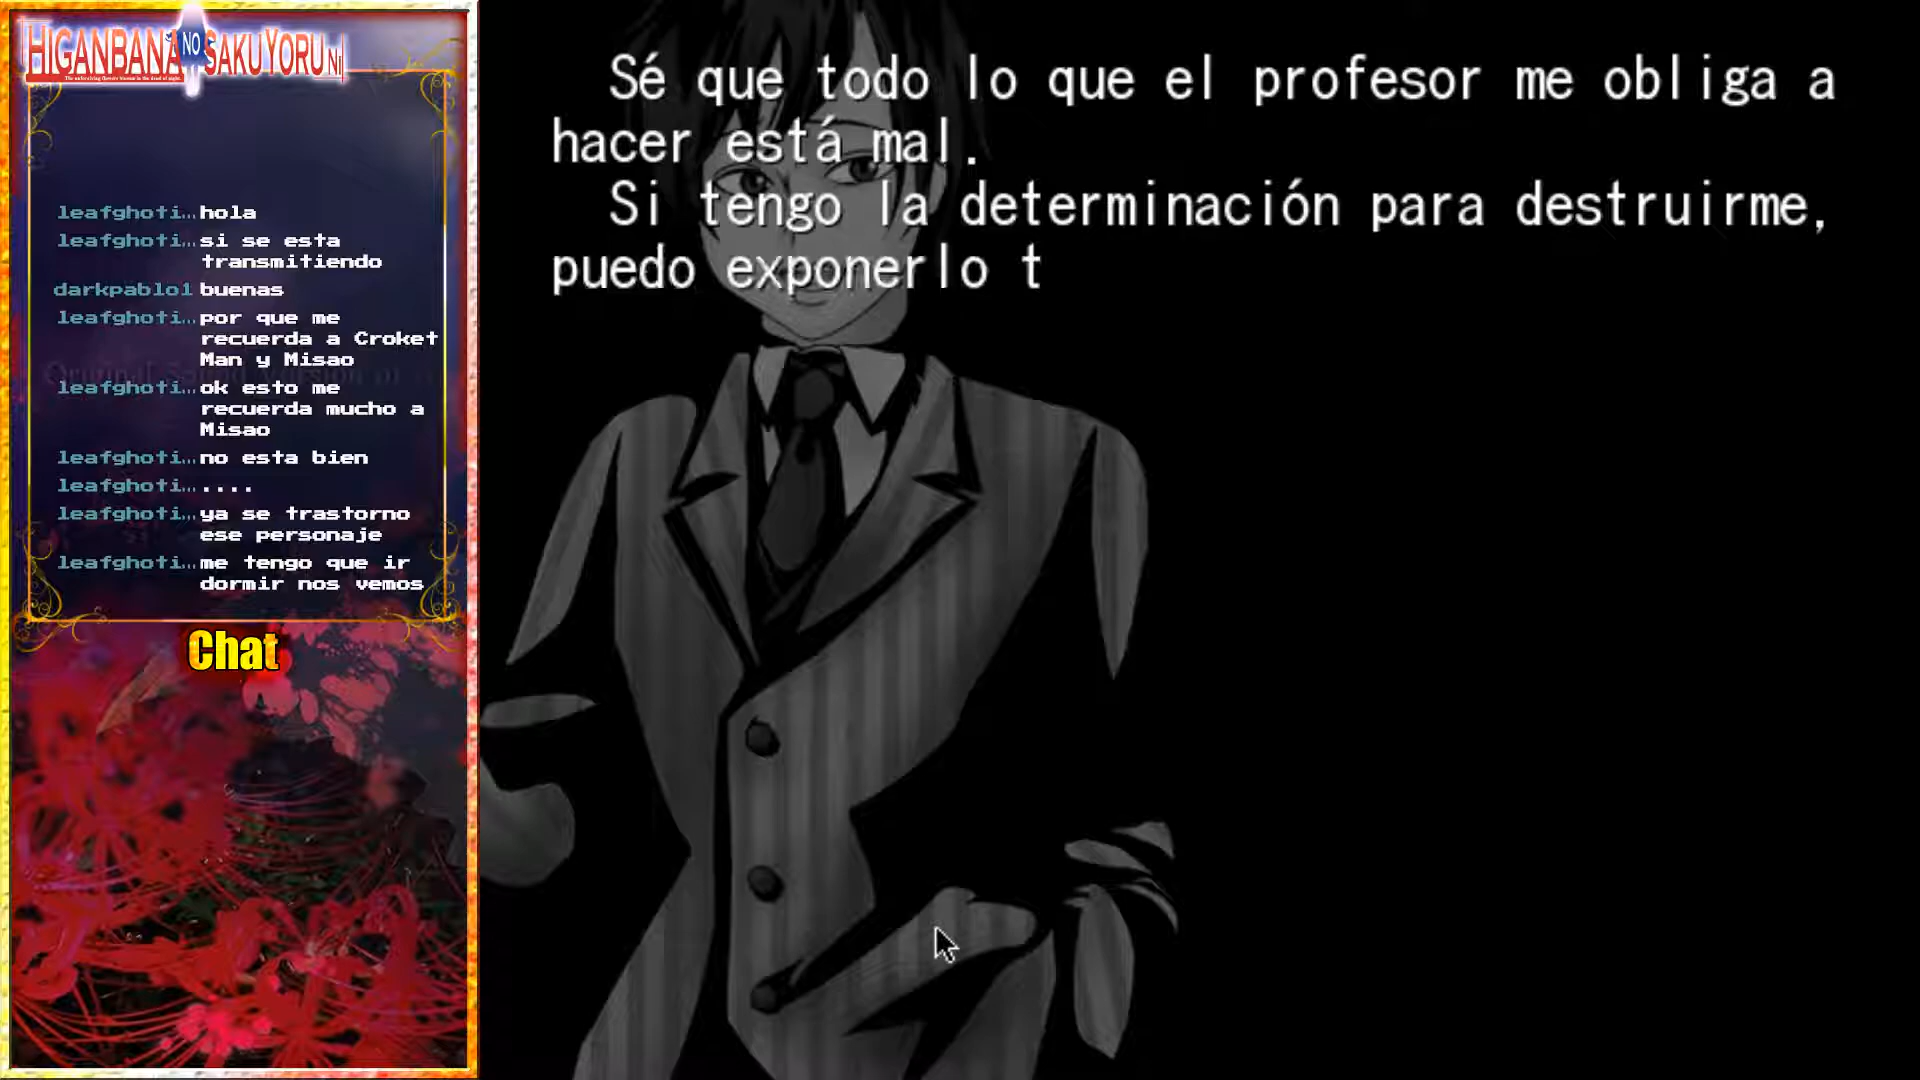 HIGANBANA NO SAKUYORU NI
Sé que todo lo que el profesor me obliga a
hacer está mal.
Si tengo la determinación para destruirme,
puedo exponerlo t
leafghoti… hola
leafghoti… si se esta
transmitiendo
darkpablo1 buenas
leafghoti… por que me
recuerda a Croket
Man y Misao
leafghoti… ok esto me
recuerda mucho a
Misao
leafghoti… no esta bien
leafghoti… ....
leafghoti… ya se trastorno
ese personaje
leafghoti… me tengo que ir
dormir nos vemos
Chat